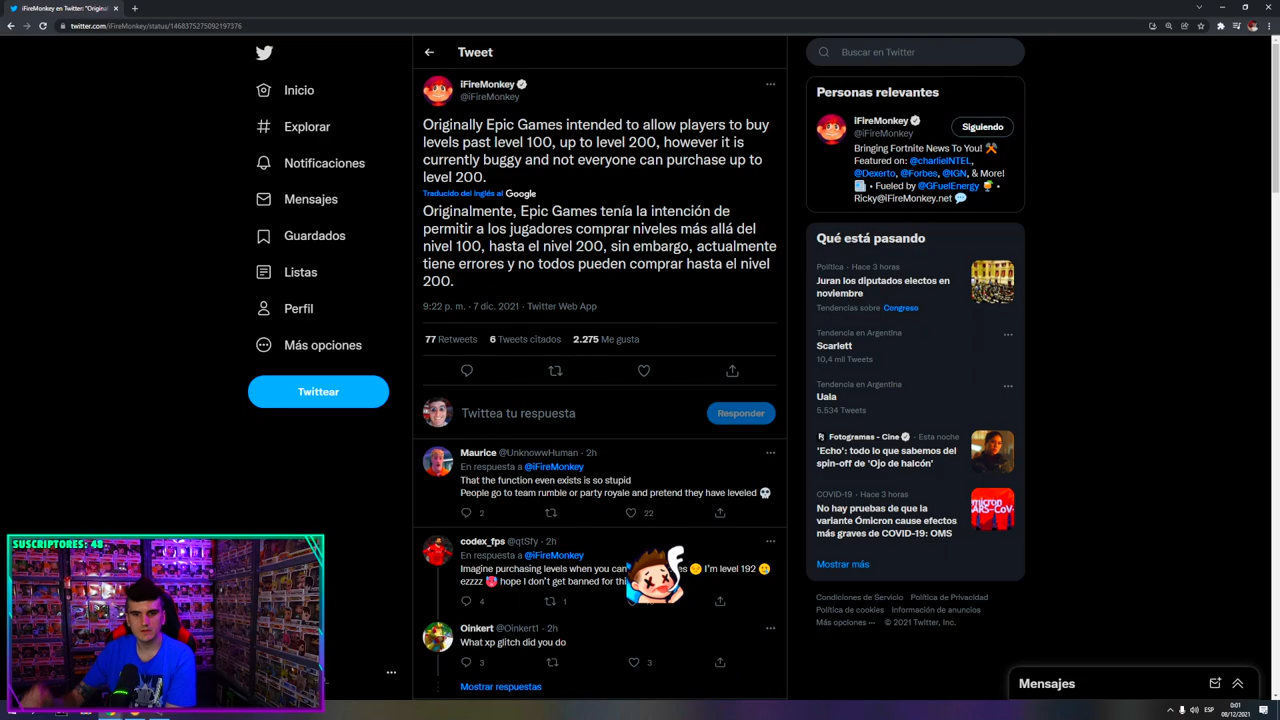 iFireMonkey en Twitter: "Original
twitter.com/iFireMonkey/status/1468375275092197376
Inicio
Explorar
Notificaciones
Mensajes
Guardados
Listas
Perfil
Más opciones
Twittear
Tweet
iFireMonkey
@iFireMonkey
Originally Epic Games intended to allow players to buy
levels past level 100, up to level 200, however it is
currently buggy and not everyone can purchase up to
level 200.
Traducido del inglés al Google
Originalmente, Epic Games tenía la intención de
permitir a los jugadores comprar niveles más allá del
nivel 100, hasta el nivel 200, sin embargo, actualmente
tiene errores y no todos pueden comprar hasta el nivel
200.
9:22 p. m. · 7 dic. 2021 · Twitter Web App
77 Retweets 6 Tweets citados 2.275 Me gusta
Twittea tu respuesta
Responder
Maurice @UnknowwHuman · 2h
En respuesta a @iFireMonkey
That the function even exists is so stupid
People go to team rumble or party royale and pretend they have leveled 💀
2 22
codex_fps @qtSfy · 2h
En respuesta a @iFireMonkey
Imagine purchasing levels when you can I'm level 192
ezzzz hope I don't get banned for
4 1
Oinkert @Oinkert1 · 2h
What xp glitch did you do
3 3
Mostrar respuestas
Buscar en Twitter
Personas relevantes
iFireMonkey
@iFireMonkey
Siguiendo
Bringing Fortnite News To You! ⚒️
Featured on: @charlieINTEL,
@Dexerto, @Forbes, @IGN, & More!
• Fueled by @GFuelEnergy •
Ricky@iFireMonkey.net 💬
Qué está pasando
Política · Hace 3 horas
Juran los diputados electos en
noviembre
Tendencias sobre Congreso
Tendencia en Argentina
Scarlett
10,4 mil Tweets
Tendencia en Argentina
Uala
5.534 Tweets
Fotogramas - Cine · Esta noche
'Echo': todo lo que sabemos del
spin-off de 'Ojo de halcón'
COVID-19 · Hace 3 horas
No hay pruebas de que la
variante Ómicron cause efectos
más graves de COVID-19: OMS
Mostrar más
Condiciones de Servicio Política de Privacidad
Política de cookies Información de anuncios
Más opciones ··· © 2021 Twitter, Inc.
Mensajes
SUSCRIPTORES: 48
ESP
0:01
08/12/2021